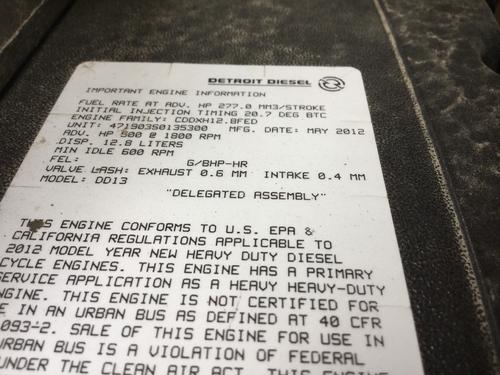 DETROIT DIESEL
IMPORTANT ENGINE INFORMATION
FUEL RATE AT ADV. HP 277.0 MM3/STROKE
INITIAL INJECTION TIMING 20.7 DEG BTC
ENGINE FAMILY: CDDXH12.8FED
UNIT: 471903S0135300 MFG. DATE: MAY 2012
ADV. HP 500 @ 1800 RPM
DISP. 12.8 LITERS
MIN IDLE 600 RPM
FEL: G/BHP-HR
VALVE LASH: EXHAUST 0.6 MM INTAKE 0.4 MM
MODEL: DD13
"DELEGATED ASSEMBLY"
THIS ENGINE CONFORMS TO U.S. EPA &
CALIFORNIA REGULATIONS APPLICABLE TO
2012 MODEL YEAR NEW HEAVY DUTY DIESEL
CYCLE ENGINES. THIS ENGINE HAS A PRIMARY
SERVICE APPLICATION AS A HEAVY HEAVY-DUTY
ENGINE. THIS ENGINE IS NOT CERTIFIED FOR
IN AN URBAN BUS AS DEFINED AT 40 CFR
093-2. SALE OF THIS ENGINE FOR USE IN
URBAN BUS IS A VIOLATION OF FEDERAL
UNDER THE CLEAN AIR ACT. THIS ENGINE